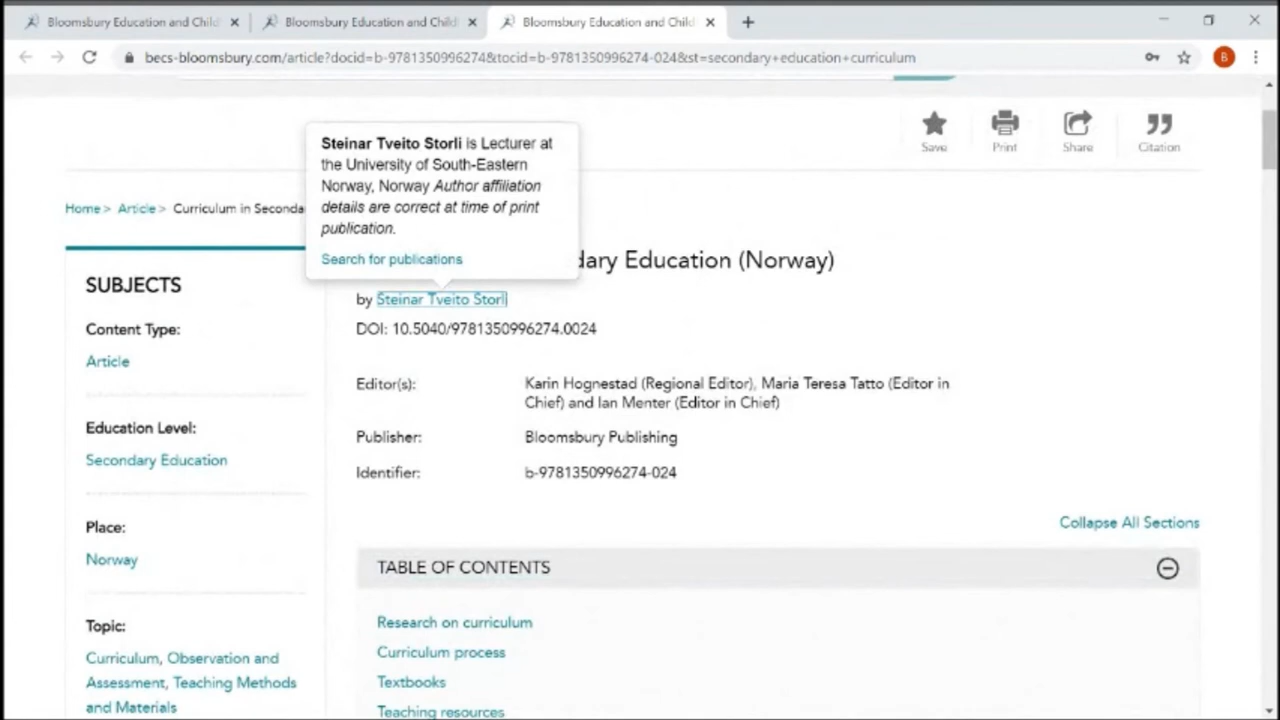 Bloomsbury Education and Child
Bloomsbury Education and Child
Bloomsbury Education and Child
becs-bloomsbury.com/article?docid=b-9781350996274&tocid=b-9781350996274-024&st=secondary+education+curriculum
B
Save
Print
Share
Citation
Steinar Tveito Storli is Lecturer at
the University of South-Eastern
Norway, Norway Author affiliation
details are correct at time of print
publication.
Search for publications
Home > Article > Curriculum in Seconda
dary Education (Norway)
by Steinar Tveito Storli
DOI: 10.5040/9781350996274.0024
Editor(s):
Karin Hognestad (Regional Editor), Maria Teresa Tatto (Editor in
Chief) and Ian Menter (Editor in Chief)
Publisher:
Bloomsbury Publishing
Identifier:
b-9781350996274-024
Collapse All Sections
TABLE OF CONTENTS
Research on curriculum
Curriculum process
Textbooks
Teaching resources
SUBJECTS
Content Type:
Article
Education Level:
Secondary Education
Place:
Norway
Topic:
Curriculum, Observation and
Assessment, Teaching Methods
and Materials